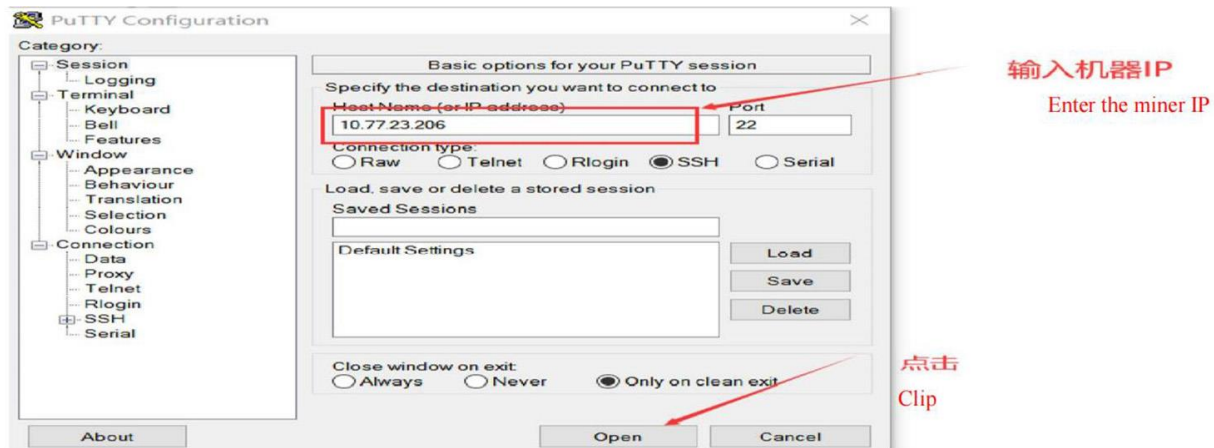 PuTTY Configuration
Category:
Session
Logging
Terminal
Keyboard
Bell
Features
Window
Appearance
Behaviour
Translation
Selection
Colours
Connection
Data
Proxy
Telnet
Rlogin
SSH
Serial
Basic options for your PuTTY session
Specify the destination you want to connect to
Host Name (or IP address) Port
10.77.23.206 22
Connection type:
Raw Telnet Rlogin SSH Serial
Load, save or delete a stored session
Saved Sessions
Default Settings
Load
Save
Delete
Close window on exit:
Always Never Only on clean exit
About Open Cancel
输入机器IP
Enter the miner IP
点击
Clip